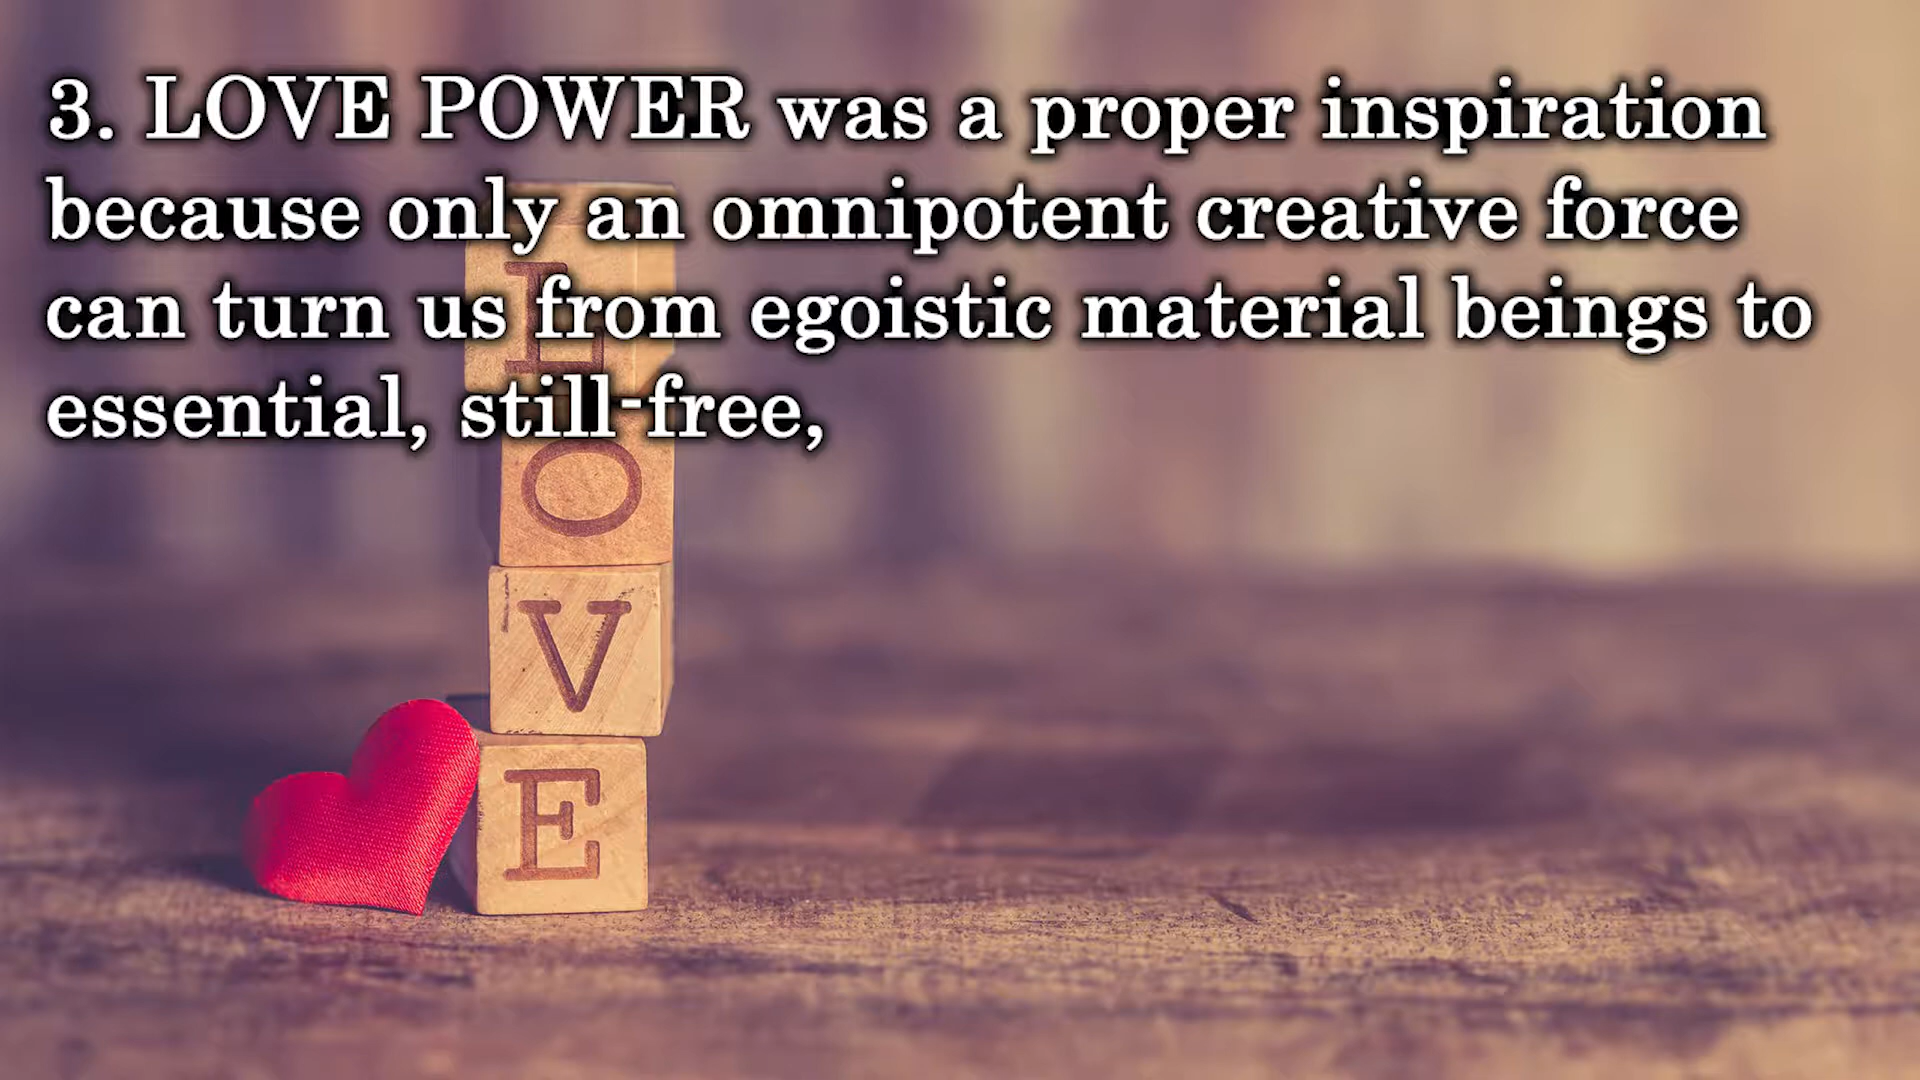 3. LOVE POWER was a proper inspiration
because only an omnipotent creative force
can turn us from egoistic material beings to
essential, still-free,
L
O
V
E